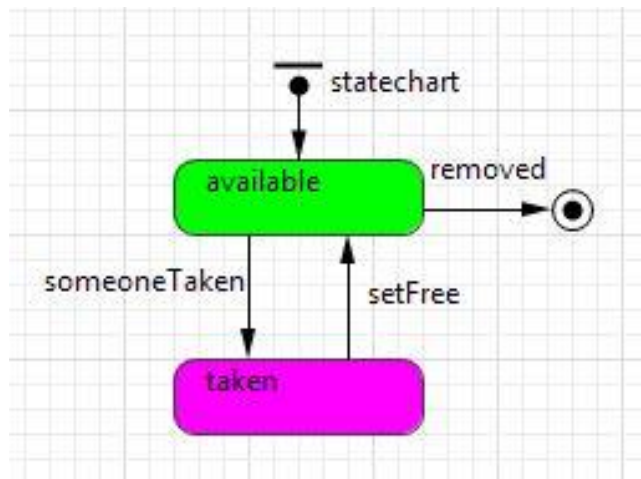 statechart
available
removed
someoneTaken
setFree
taken